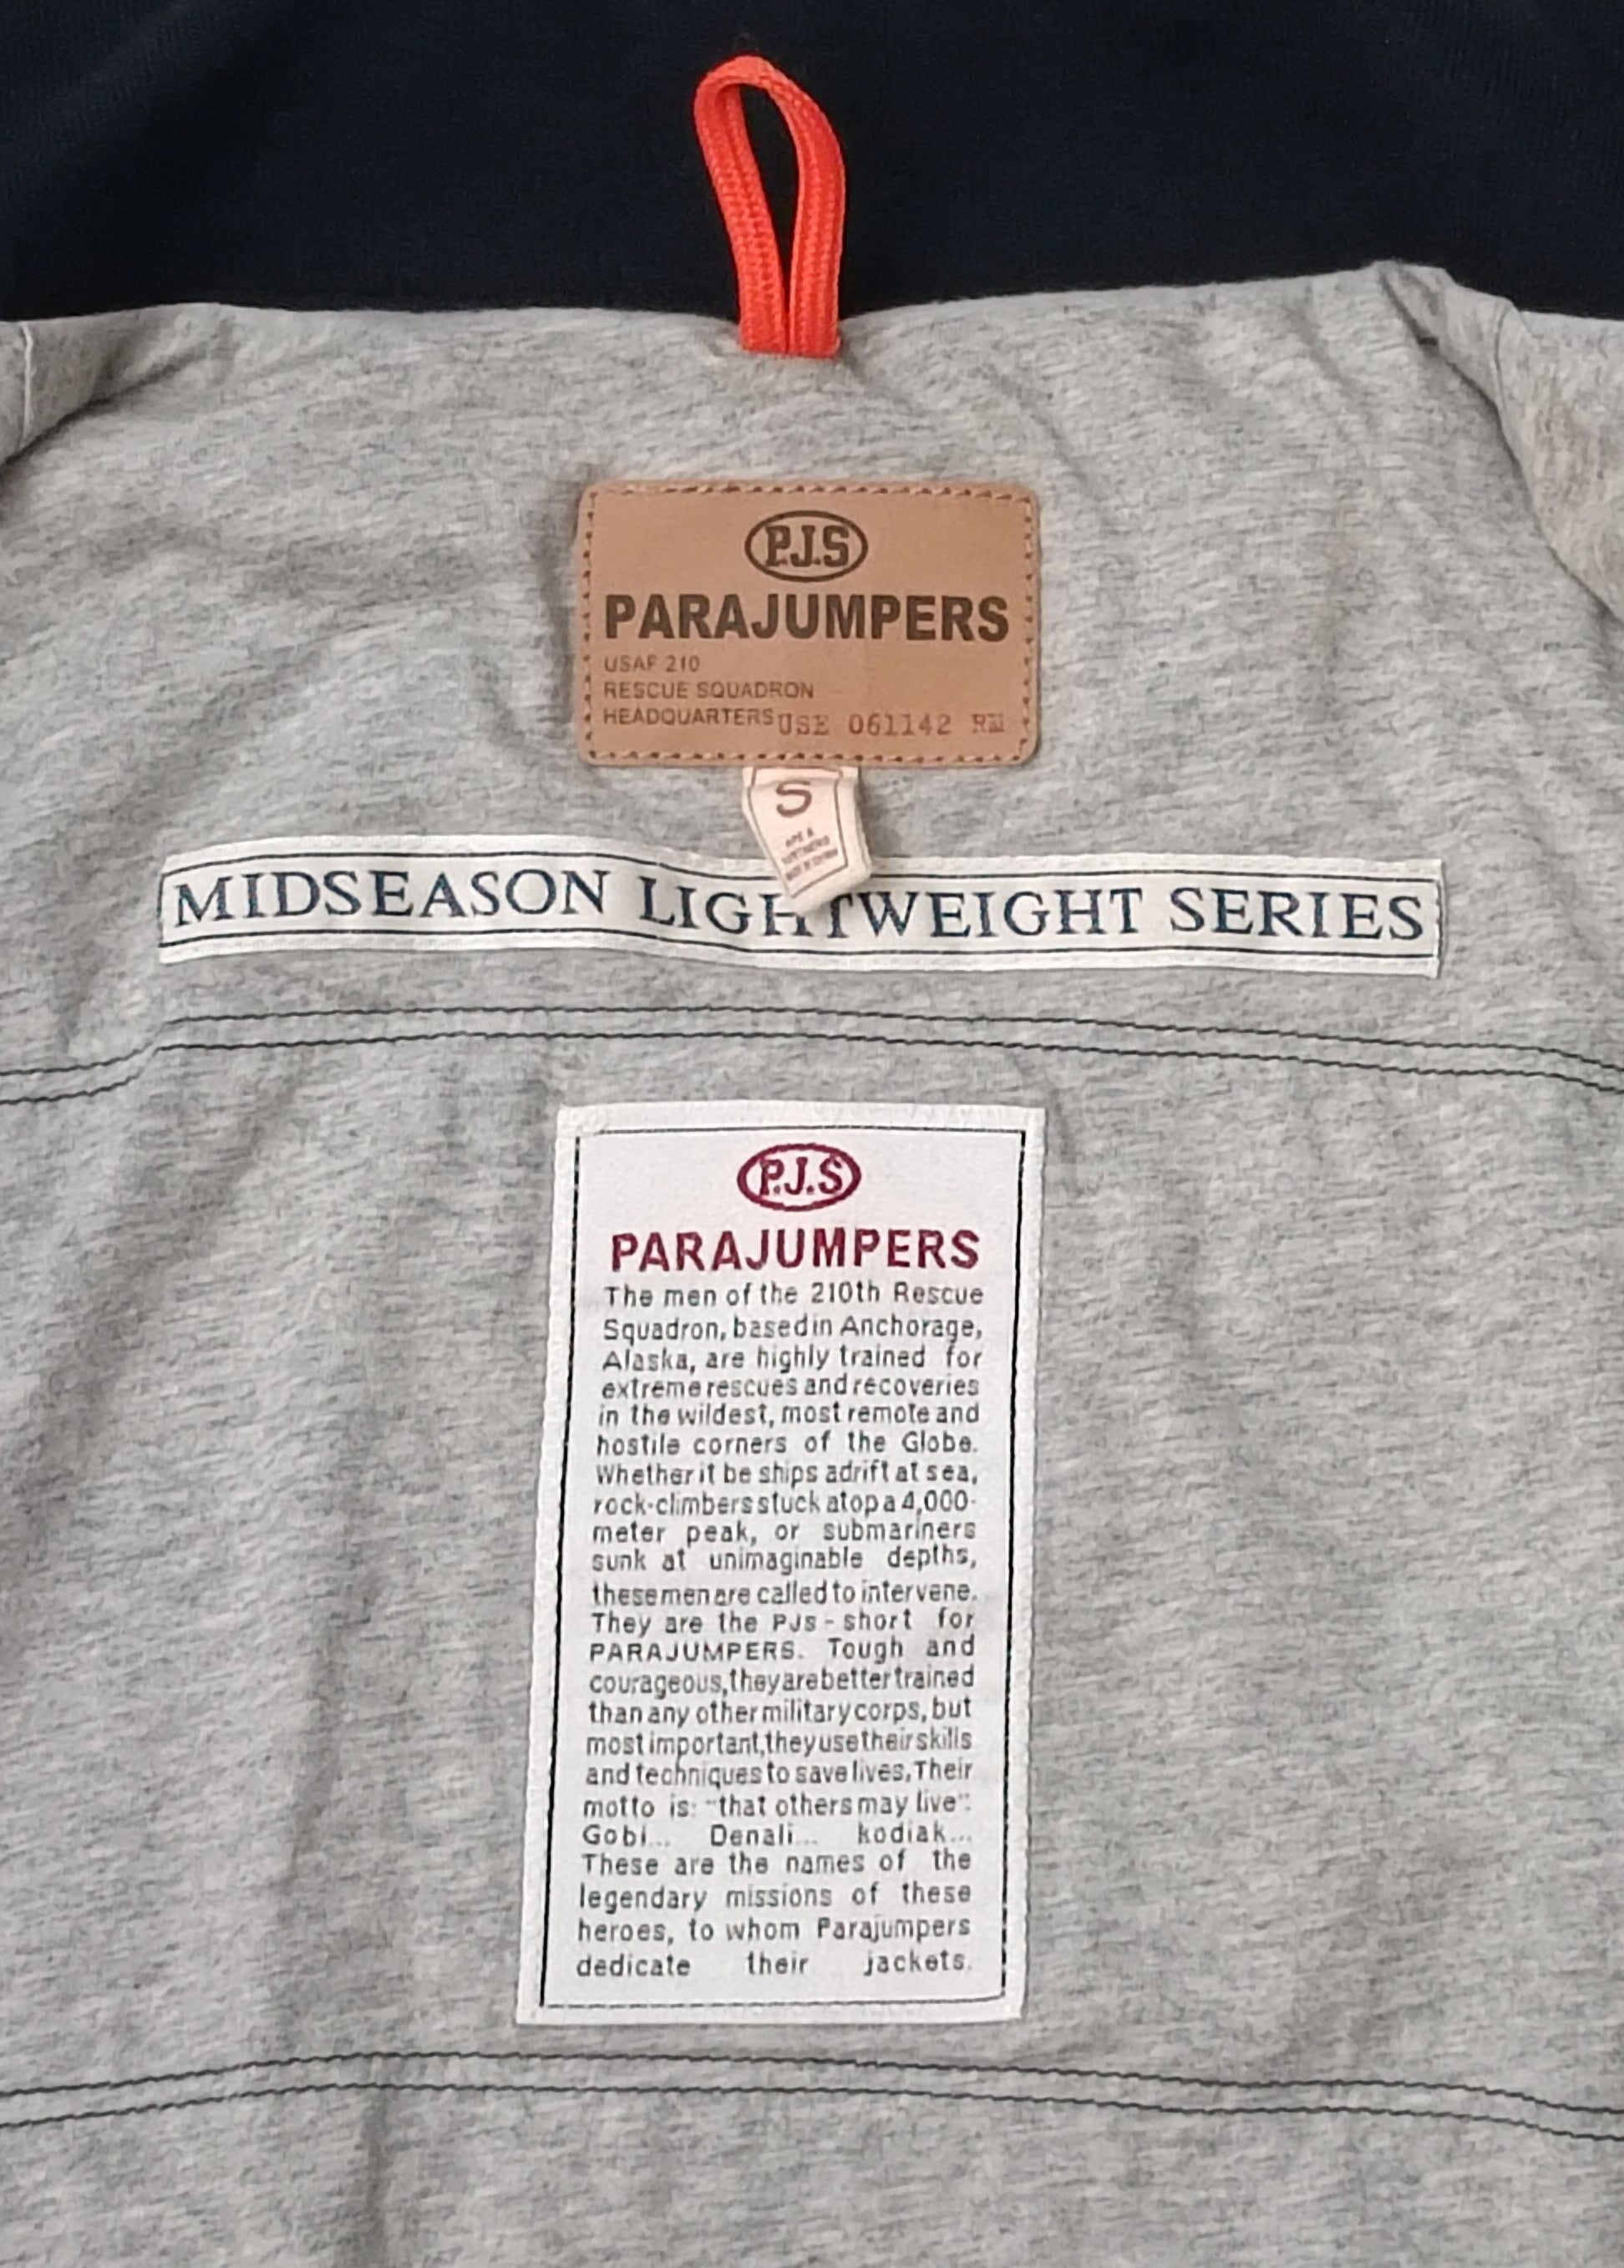 P.J.S
PARAJUMPERS
USAF 210
RESCUE SQUADRON
HEADQUARTERS USE 061142 RM
S
MIDSEASON LIGHTWEIGHT SERIES
P.J.S
PARAJUMPERS
The men of the 210th Rescue
Squadron, based in Anchorage,
Alaska, are highly trained for
extreme rescues and recoveries
in the wildest, most remote and
hostile corners of the Globe.
Whether it be ships adrift at sea,
rock-climbers stuck atop a 4,000-
meter peak, or submariners
sunk at unimaginable depths,
these men are called to intervene.
They are the PJs - short for
PARAJUMPERS. Tough and
courageous, they are better trained
than any other military corps, but
most important, they use their skills
and techniques to save lives, Their
motto is: "that others may live".
Gobi... Denali... kodiak...
These are the names of the
legendary missions of these
heroes, to whom Parajumpers
dedicate their jackets.